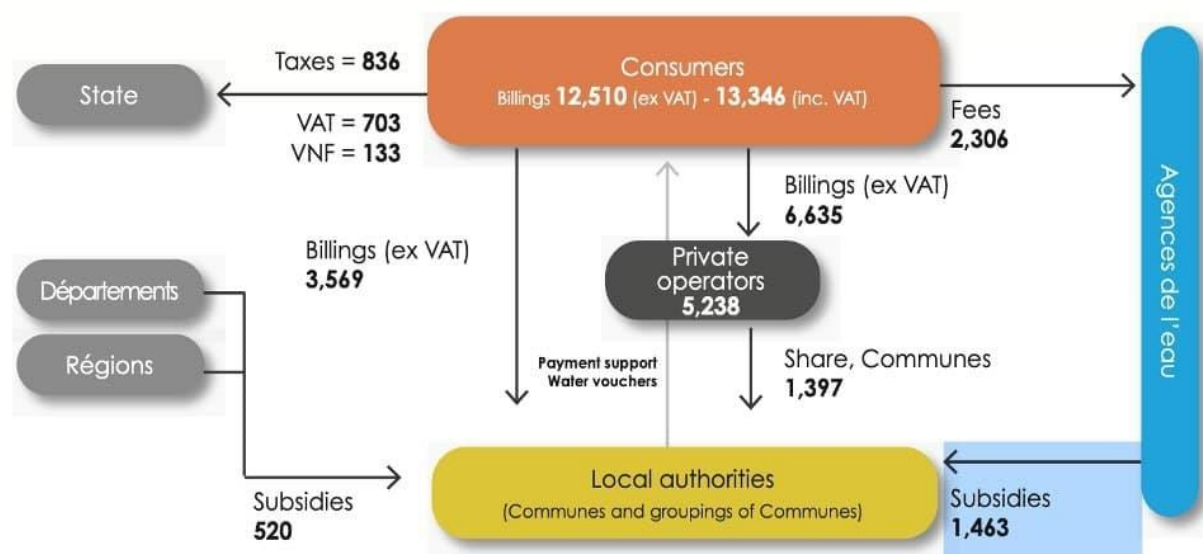 Taxes = 836
State
VAT = 703
VNF = 133
Consumers
Billings 12,510 (ex VAT) - 13,346 (inc. VAT)
Fees
2,306
Agences de l'eau
Billings (ex VAT)
6,635
Billings (ex VAT)
3,569
Private
operators
5,238
Départements
Régions
Payment support
Water vouchers
Share, Communes
1,397
Subsidies
520
Local authorities
(Communes and groupings of Communes)
Subsidies
1,463